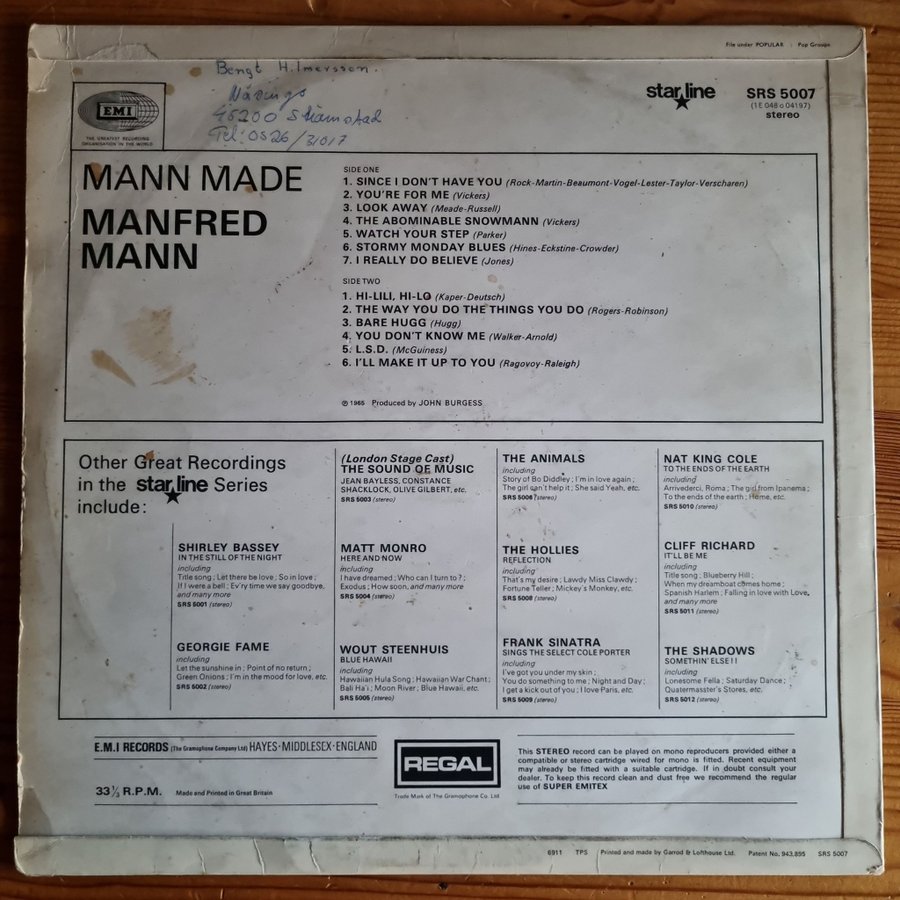 File under POPULAR : Pop Groups
Bengt H. Imerssen.
45200 Strömstad
Tel: 0526/31017
EMI
THE GREATEST RECORDING
ORGANISATION IN THE WORLD
starline
SRS 5007
(1E 048 o 04197)
stereo
MANN MADE
MANFRED
MANN
SIDE ONE
1. SINCE I DON'T HAVE YOU (Rock-Martin-Beaumont-Vogel-Lester-Taylor-Verscharen)
2. YOU'RE FOR ME (Vickers)
3. LOOK AWAY (Meade-Russell)
4. THE ABOMINABLE SNOWMANN (Vickers)
5. WATCH YOUR STEP (Parker)
6. STORMY MONDAY BLUES (Hines-Eckstine-Crowder)
7. I REALLY DO BELIEVE (Jones)
SIDE TWO
1. HI-LILI, HI-LO (Kaper-Deutsch)
2. THE WAY YOU DO THE THINGS YOU DO (Rogers-Robinson)
3. BARE HUGG (Hugg)
4. YOU DON'T KNOW ME (Walker-Arnold)
5. L.S.D. (McGuiness)
6. I'LL MAKE IT UP TO YOU (Ragovoy-Raleigh)
℗ 1965 Produced by JOHN BURGESS
Other Great Recordings
in the starline Series
include:
SHIRLEY BASSEY
IN THE STILL OF THE NIGHT
including
Title song ; Let there be love ; So in love ;
If I were a bell ; Ev'ry time we say goodbye,
and many more
SRS 5001 (stereo)
GEORGIE FAME
including
Let the sunshine in ; Point of no return ;
Green Onions ; I'm in the mood for love, etc.
SRS 5002 (stereo)
(London Stage Cast)
THE SOUND OF MUSIC
JEAN BAYLESS, CONSTANCE
SHACKLOCK, OLIVE GILBERT, etc.
SRS 5003 (stereo)
MATT MONRO
HERE AND NOW
including
I have dreamed ; Who can I turn to ? ;
Exodus ; How soon, and many more
SRS 5004 (stereo)
WOUT STEENHUIS
BLUE HAWAII
including
Hawaiian Hula Song ; Hawaiian War Chant ;
Bali Ha'i ; Moon River ; Blue Hawaii, etc.
SRS 5005 (stereo)
THE ANIMALS
including
Story of Bo Diddley ; I'm in love again ;
The girl can't help it ; She said Yeah, etc.
SRS 5006 (stereo)
THE HOLLIES
REFLECTION
including
That's my desire ; Lawdy Miss Clawdy ;
Fortune Teller ; Mickey's Monkey, etc.
SRS 5008 (stereo)
FRANK SINATRA
SINGS THE SELECT COLE PORTER
including
I've got you under my skin ;
You do something to me ; Night and Day ;
I get a kick out of you ; I love Paris, etc.
SRS 5009 (stereo)
NAT KING COLE
TO THE ENDS OF THE EARTH
including
Arrivederci, Roma ; The girl from Ipanema ;
To the ends of the earth ; Home, etc.
SRS 5010 (stereo)
CLIFF RICHARD
IT'LL BE ME
including
Title song ; Blueberry Hill ;
When my dreamboat comes home ;
Spanish Harlem ; Falling in love with Love,
and many more
SRS 5011 (stereo)
THE SHADOWS
SOMETHIN' ELSE!!
including
Lonesome Fella ; Saturday Dance ;
Quatermasster's Stores, etc.
SRS 5012 (stereo)
E.M.I RECORDS (The Gramophone Company Ltd) HAYES·MIDDLESEX·ENGLAND
33⅓ R.P.M. Made and Printed in Great Britain
REGAL
Trade Mark of The Gramophone Co. Ltd.
This STEREO record can be played on mono reproducers provided either a
compatible or stereo cartridge wired for mono is fitted. Recent equipment
may already be fitted with a suitable cartridge. If in doubt consult your
dealer. To keep this record clean and dust free we recommend the regular
use of SUPER EMITEX
6911 TPS Printed and made by Garrod & Lofthouse Ltd. Patent No. 943,895 SRS 5007